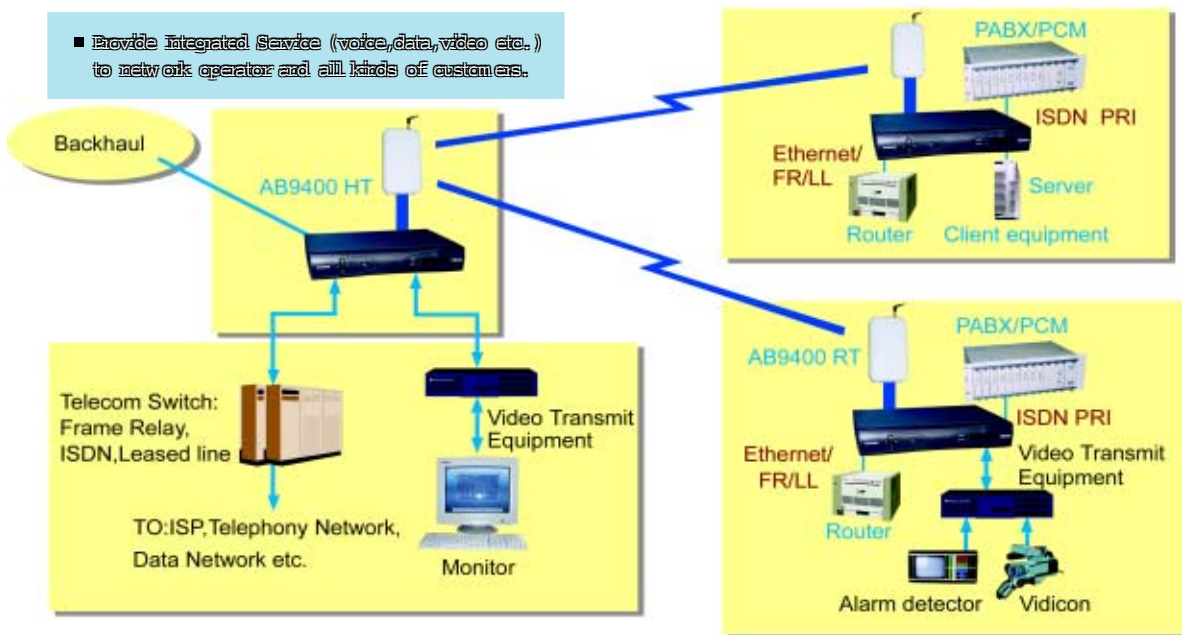 ■ Provide Integrated Service (voice,data,video etc.)
to network operator and all kinds of customers.
Backhaul
AB9400 HT
Telecom Switch:
Frame Relay,
ISDN,Leased line
TO:ISP,Telephony Network,
Data Network etc.
Video Transmit
Equipment
Monitor
PABX/PCM
ISDN PRI
Ethernet/
FR/LL
Server
Router
Client equipment
PABX/PCM
AB9400 RT
ISDN PRI
Ethernet/
FR/LL
Video Transmit
Equipment
Router
Alarm detector
Vidicon